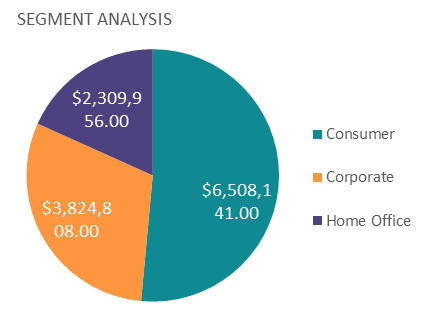 SEGMENT ANALYSIS
$2,309,9
56.00
$6,508,1
41.00
$3,824,8
08.00
Consumer
Corporate
Home Office